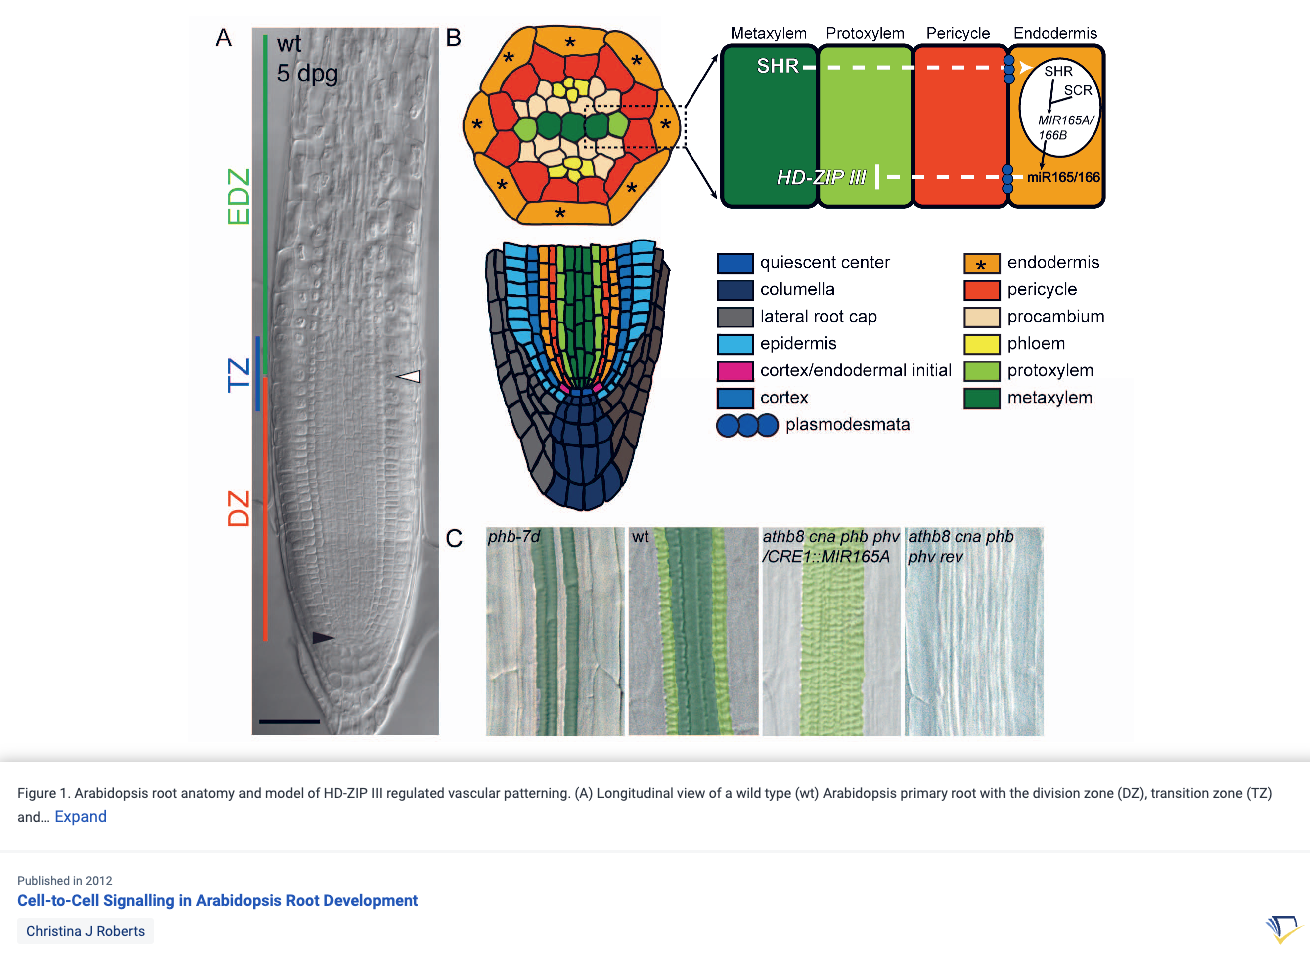 A
wt
5 dpg
EDZ
TZ
DZ
B
Metaxylem Protoxylem Pericycle Endodermis
SHR
SHR
SCR
MIR165A/
166B
HD-ZIP III
miR165/166
* * * * * * * *
quiescent center
columella
lateral root cap
epidermis
cortex/endodermal initial
cortex
plasmodesmata
* endodermis
pericycle
procambium
phloem
protoxylem
metaxylem
C
phb-7d
wt
athb8 cna phb phv
/CRE1::MIR165A
athb8 cna phb
phv rev
Figure 1. Arabidopsis root anatomy and model of HD-ZIP III regulated vascular patterning. (A) Longitudinal view of a wild type (wt) Arabidopsis primary root with the division zone (DZ), transition zone (TZ)
and... Expand
Published in 2012
Cell-to-Cell Signalling in Arabidopsis Root Development
Christina J Roberts